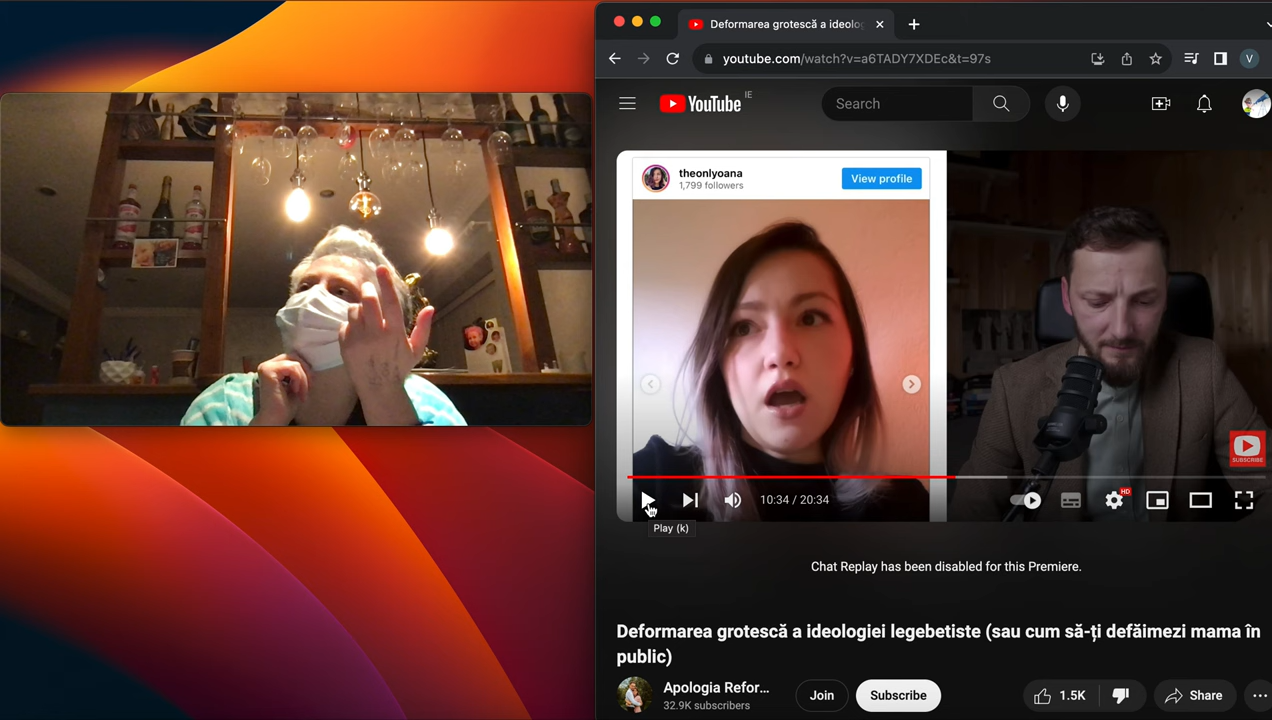 Deformarea grotescă a ideolog
youtube.com/watch?v=a6TADY7XDEc&t=97s
V
YouTube
IE
Search
theonlyoana
1,799 followers
View profile
SUBSCRIBE
10:34 / 20:34
HD
Play (k)
Chat Replay has been disabled for this Premiere.
Deformarea grotescă a ideologiei legebetiste (sau cum să-ți defăimezi mama în
public)
Apologia Refor...
32.9K subscribers
Join
Subscribe
1.5K
Share